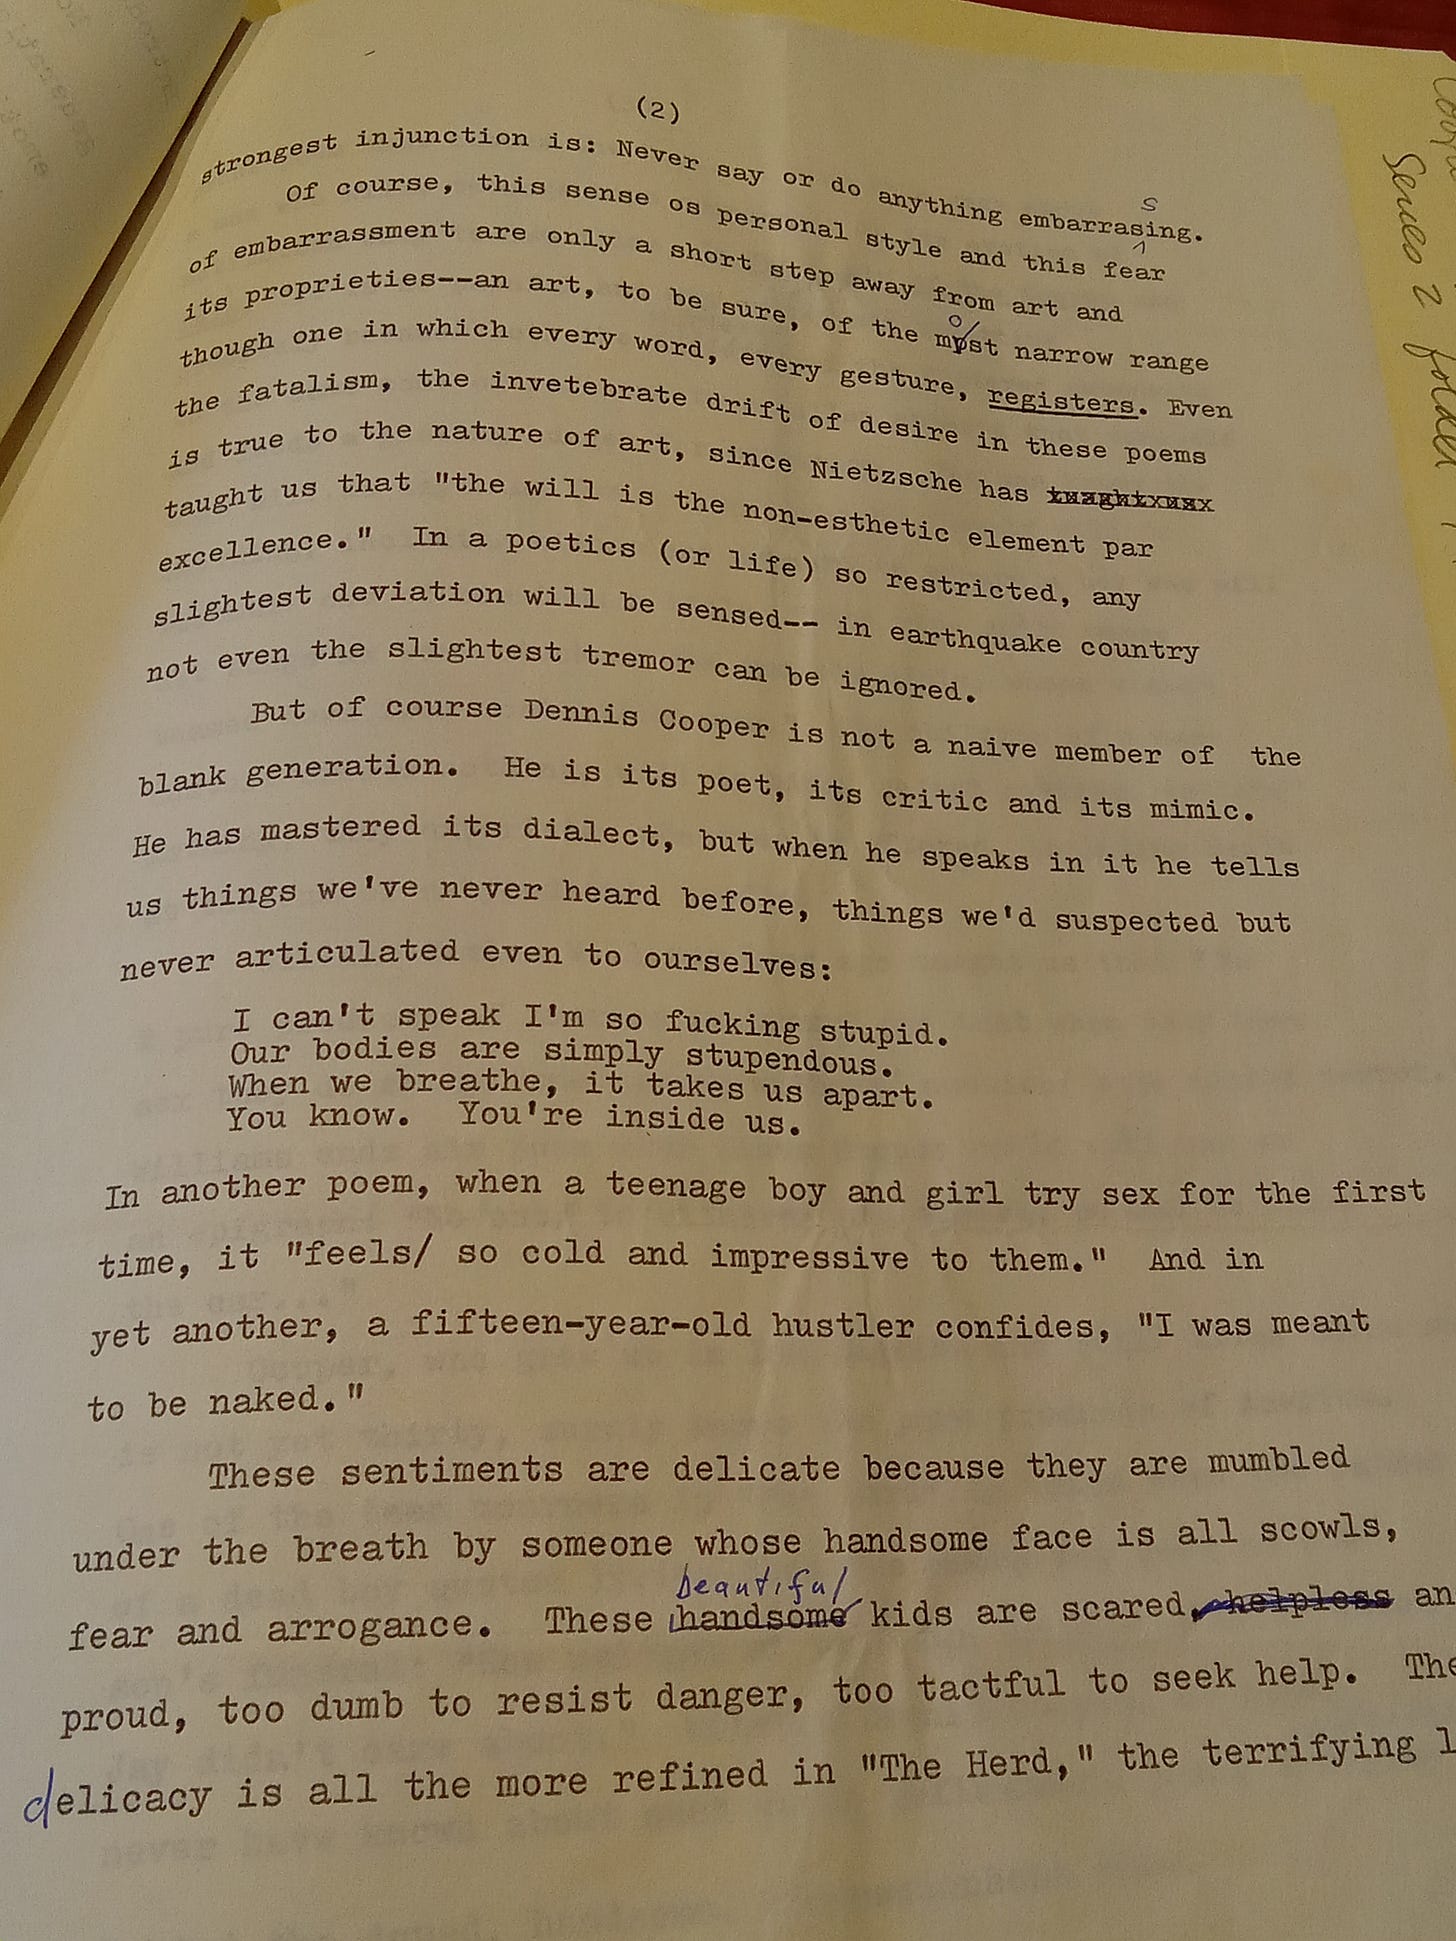 (2)
strongest injunction is: Never say or do anything embarrassing.
Of course, this sense os personal style and this fear
of embarrassment are only a short step away from art and
its proprieties--an art, to be sure, of the most narrow range
though one in which every word, every gesture, registers. Even
the fatalism, the invetebrate drift of desire in these poems
is true to the nature of art, since Nietzsche has
taught us that "the will is the non-esthetic element par
excellence." In a poetics (or life) so restricted, any
slightest deviation will be sensed-- in earthquake country
not even the slightest tremor can be ignored.
But of course Dennis Cooper is not a naive member of the
blank generation. He is its poet, its critic and its mimic.
He has mastered its dialect, but when he speaks in it he tells
us things we've never heard before, things we'd suspected but
never articulated even to ourselves:
I can't speak I'm so fucking stupid.
Our bodies are simply stupendous.
When we breathe, it takes us apart.
You know. You're inside us.
In another poem, when a teenage boy and girl try sex for the first
time, it "feels/ so cold and impressive to them." And in
yet another, a fifteen-year-old hustler confides, "I was meant
to be naked."
These sentiments are delicate because they are mumbled
under the breath by someone whose handsome face is all scowls,
beautiful
fear and arrogance. These handsome kids are scared, helpless an
proud, too dumb to resist danger, too tactful to seek help. The
delicacy is all the more refined in "The Herd," the terrifying l
Series 2 folder